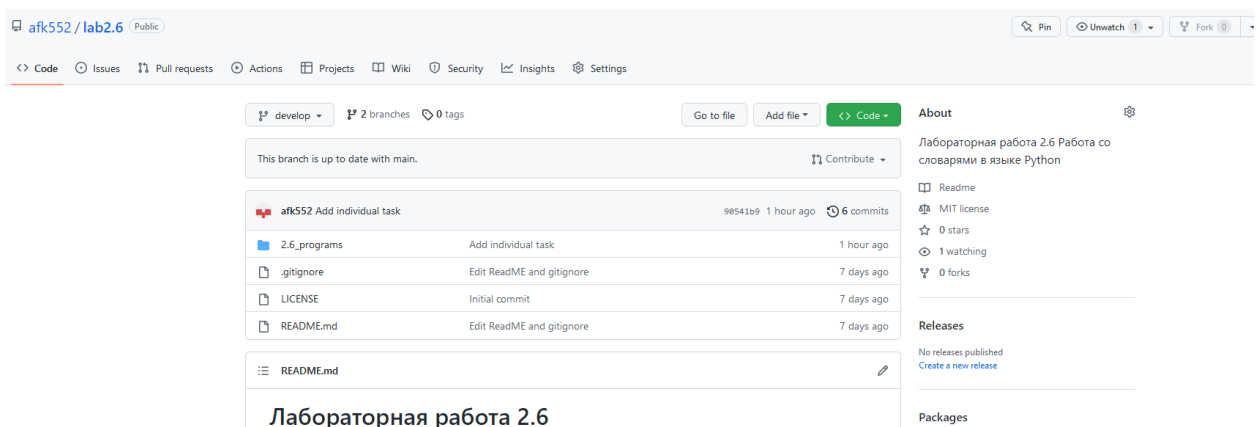 afk552 / lab2.6 Public
Pin Unwatch 1 Fork 0
Code Issues Pull requests Actions Projects Wiki Security Insights Settings
develop 2 branches 0 tags Go to file Add file Code
This branch is up to date with main. Contribute
afk552 Add individual task 90541b9 1 hour ago 6 commits
2.6_programs Add individual task 1 hour ago
.gitignore Edit ReadME and gitignore 7 days ago
LICENSE Initial commit 7 days ago
README.md Edit ReadME and gitignore 7 days ago
README.md
Лабораторная работа 2.6
About
Лабораторная работа 2.6 Работа со
словарями в языке Python
Readme
MIT license
0 stars
1 watching
0 forks
Releases
No releases published
Create a new release
Packages